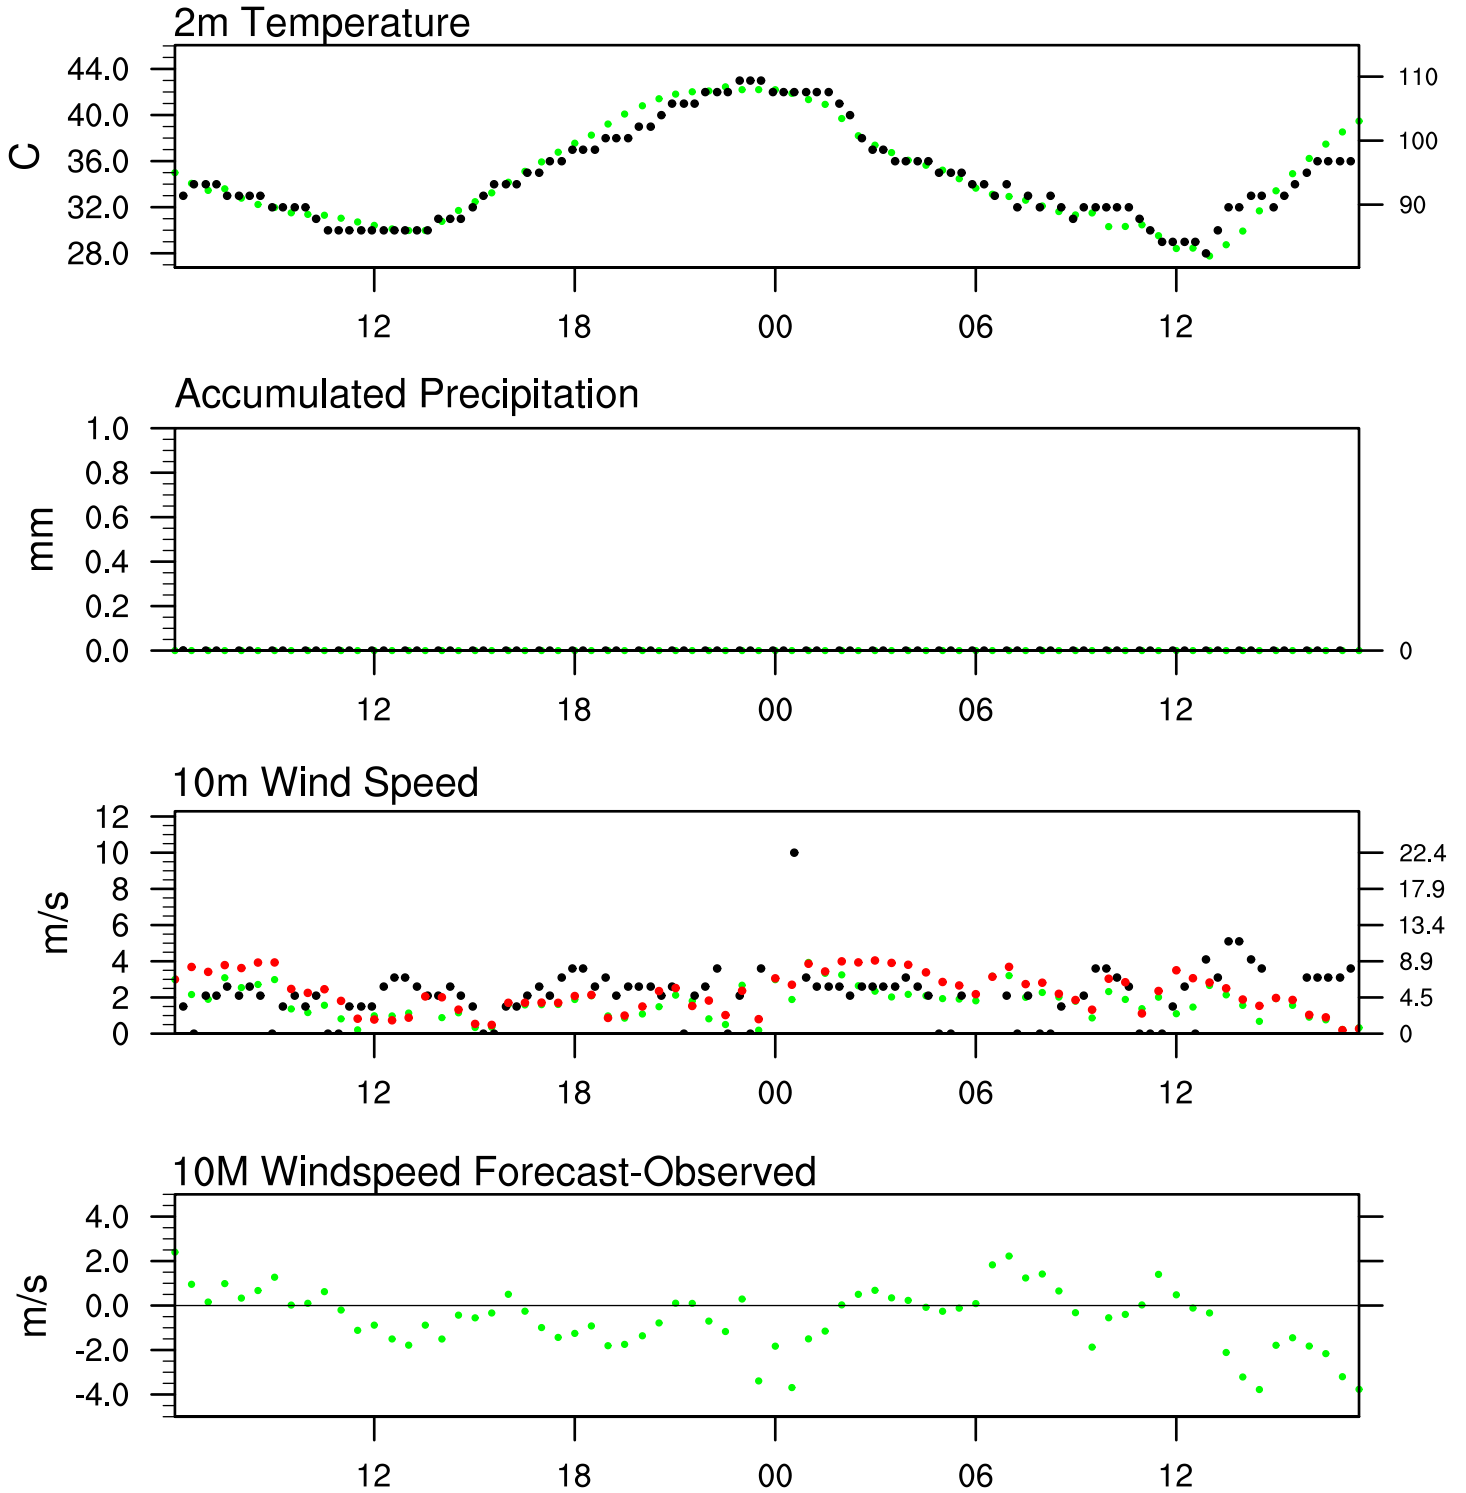 2m Temperature
44.0
40.0
36.0
32.0
28.0
C
110
100
90
12 18 00 06 12
Accumulated Precipitation
1.0
0.8
0.6
0.4
0.2
0.0
mm
0
12 18 00 06 12
10m Wind Speed
12
10
8
6
4
2
0
m/s
22.4
17.9
13.4
8.9
4.5
0
12 18 00 06 12
10M Windspeed Forecast-Observed
4.0
2.0
0.0
-2.0
-4.0
m/s
12 18 00 06 12